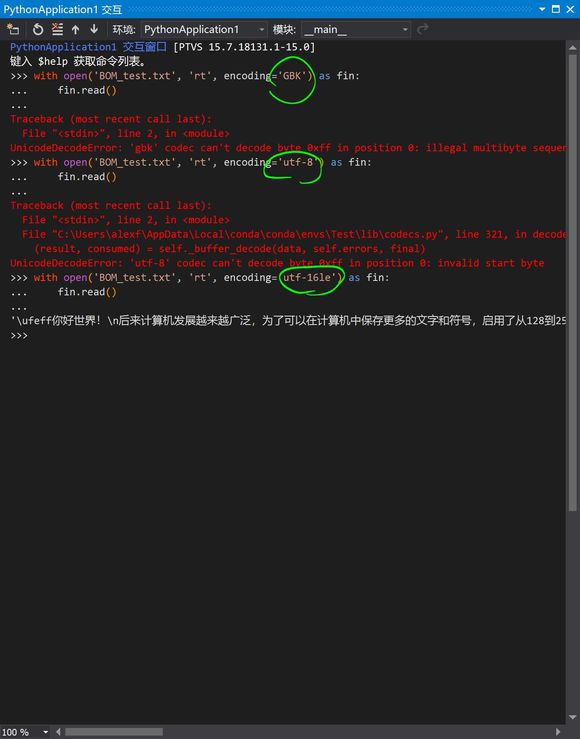 PythonApplication1 交互
环境: PythonApplication1 模块: __main__
PythonApplication1 交互窗口 [PTVS 15.7.18131.1-15.0]
键入 $help 获取命令列表。
>>> with open('BOM_test.txt', 'rt', encoding='GBK') as fin:
...     fin.read()
...
Traceback (most recent call last):
  File "<stdin>", line 2, in <module>
UnicodeDecodeError: 'gbk' codec can't decode byte 0xff in position 0: illegal multibyte sequen
>>> with open('BOM_test.txt', 'rt', encoding='utf-8') as fin:
...     fin.read()
...
Traceback (most recent call last):
  File "<stdin>", line 2, in <module>
  File "C:\Users\alexf\AppData\Local\conda\conda\envs\Test\lib\codecs.py", line 321, in decode
    (result, consumed) = self._buffer_decode(data, self.errors, final)
UnicodeDecodeError: 'utf-8' codec can't decode byte 0xff in position 0: invalid start byte
>>> with open('BOM_test.txt', 'rt', encoding='utf-16le') as fin:
...     fin.read()
...
'\ufeff你好世界！\n后来计算机发展越来越广泛，为了可以在计算机中保存更多的文字和符号，启用了从128到25
>>>
100 %